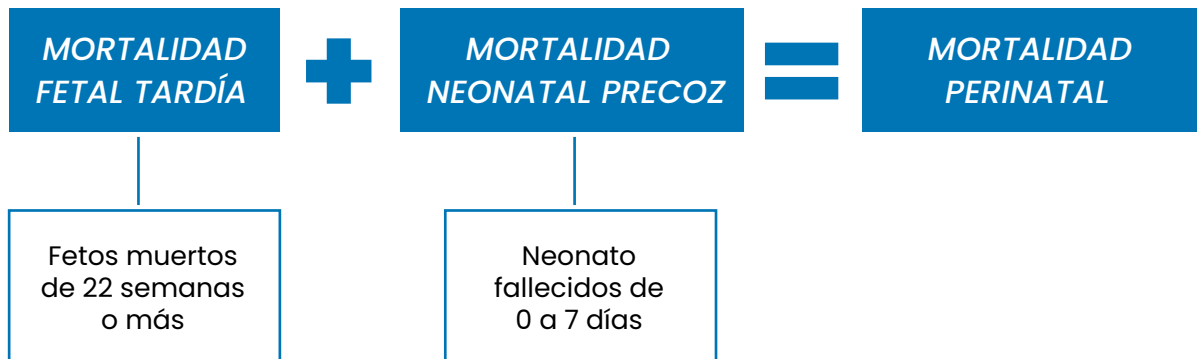 MORTALIDAD
FETAL TARDÍA
MORTALIDAD
NEONATAL PRECOZ
MORTALIDAD
PERINATAL
Fetos muertos
de 22 semanas
o más
Neonato
fallecidos de
0 a 7 días